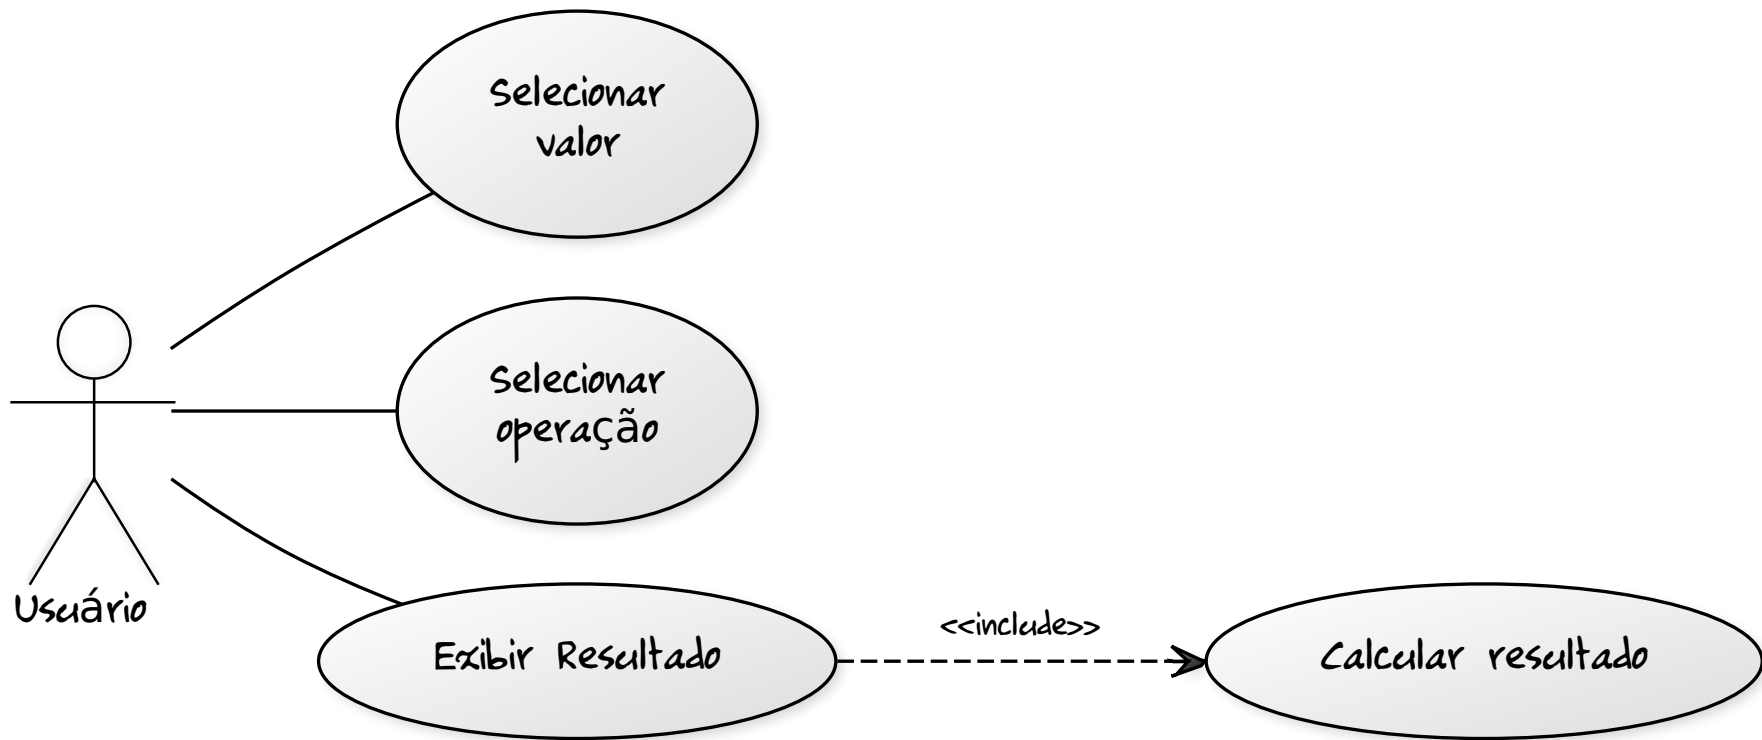 Selecionar
valor
Selecionar
operação
Usuário
Exibir Resultado
<<include>>
Calcular resultado